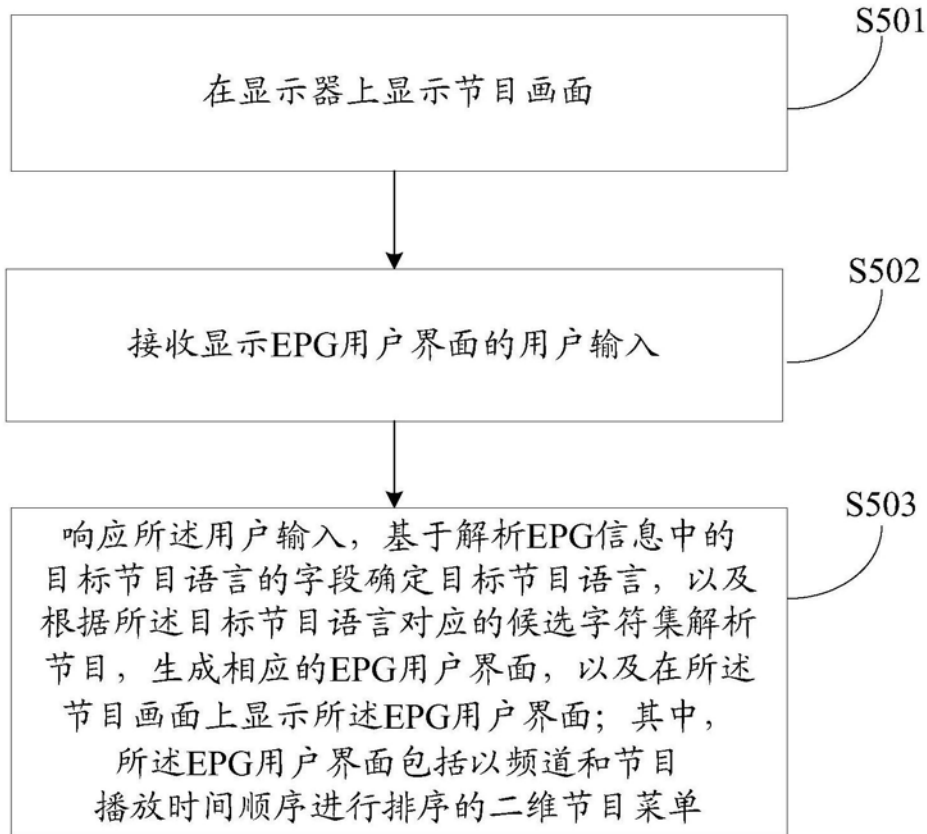 S501
在显示器上显示节目画面
S502
接收显示EPG用户界面的用户输入
S503
响应所述用户输入，基于解析EPG信息中的
目标节目语言的字段确定目标节目语言，以及
根据所述目标节目语言对应的候选字符集解析
节目，生成相应的EPG用户界面，以及在所述
节目画面上显示所述EPG用户界面；其中，
所述EPG用户界面包括以频道和节目
播放时间顺序进行排序的二维节目菜单